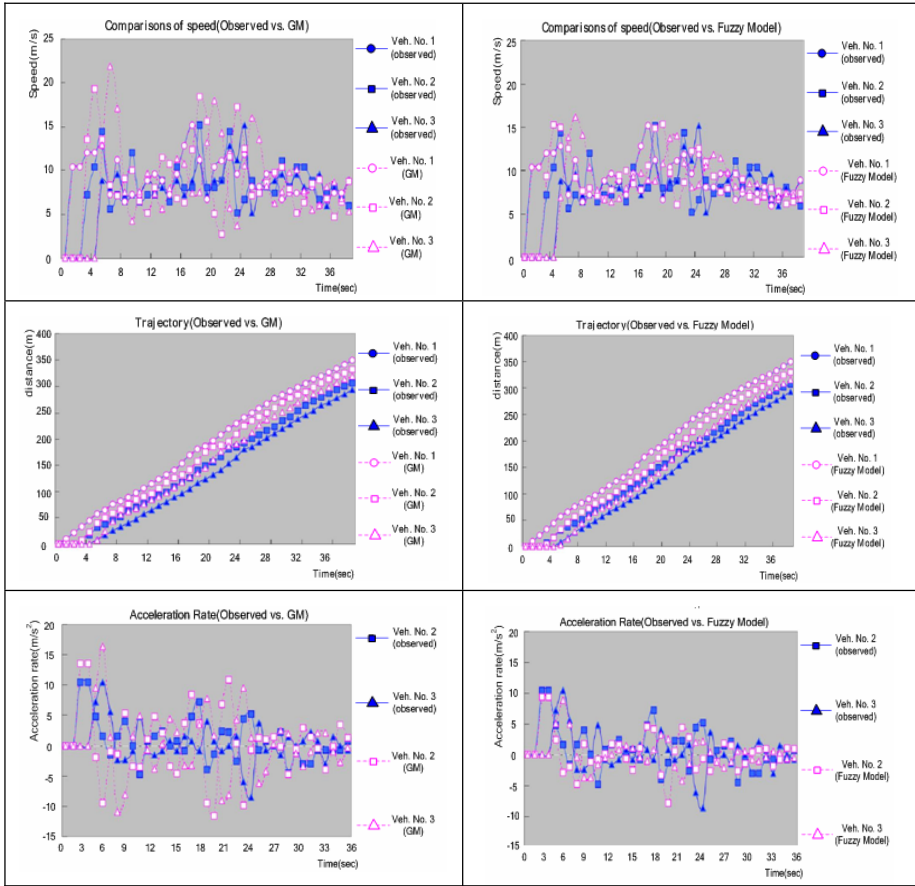 Comparisons of speed(Observed vs. GM)
Speed(m/s)
25
20
15
10
5
0
0 4 8 12 16 20 24 28 32 36
Time(sec)
Veh. No. 1
(observed)
Veh. No. 2
(observed)
Veh. No. 3
(observed)
Veh. No. 1
(GM)
Veh. No. 2
(GM)
Veh. No. 3
(GM)
Comparisons of speed(Observed vs. Fuzzy Model)
Speed(m/s)
25
20
15
10
5
0
0 4 8 12 16 20 24 28 32 36
Time(sec)
Veh. No. 1
(observed)
Veh. No. 2
(observed)
Veh. No. 3
(observed)
Veh. No. 1
(Fuzzy Model)
Veh. No. 2
(Fuzzy Model)
Veh. No. 3
(Fuzzy Model)
Trajectory(Observed vs. GM)
distance(m)
400
350
300
250
200
150
100
50
0
0 4 8 12 16 20 24 28 32 36
Time(sec)
Veh. No. 1
(observed)
Veh. No. 2
(observed)
Veh. No. 3
(observed)
Veh. No. 1
(GM)
Veh. No. 2
(GM)
Veh. No. 3
(GM)
Trajectory(Observed vs. Fuzzy Model)
distance(m)
400
350
300
250
200
150
100
50
0
0 4 8 12 16 20 24 28 32 36
Time(sec)
Veh. No. 1
(observed)
Veh. No. 2
(observed)
Veh. No. 3
(observed)
Veh. No. 1
(Fuzzy Model)
Veh. No. 2
(Fuzzy Model)
Veh. No. 3
(Fuzzy Model)
Acceleration Rate(Observed vs. GM)
Acceleration rate(m/s²)
20
15
10
5
0
-5
-10
-15
0 3 6 9 12 15 18 21 24 27 30 33 36
Time(sec)
Veh. No. 2
(observed)
Veh. No. 3
(observed)
Veh. No. 2
(GM)
Veh. No. 3
(GM)
Acceleration Rate(Observed vs. Fuzzy Model)
Acceleration rate(m/s²)
20
15
10
5
0
-5
-10
-15
0 3 6 9 12 15 18 21 24 27 30 33 36
Time(sec)
Veh. No. 2
(observed)
Veh. No. 3
(observed)
Veh. No. 2
(Fuzzy Model)
Veh. No. 3
(Fuzzy Model)